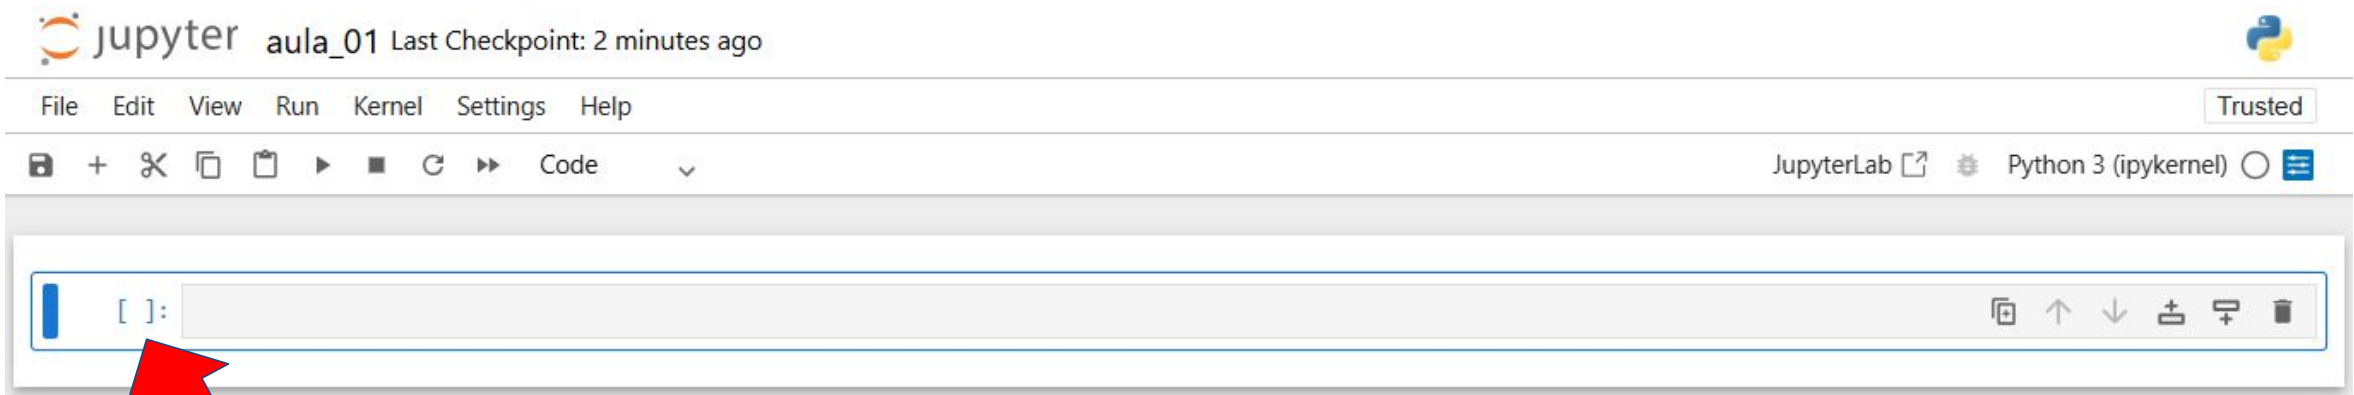 jupyter aula_01 Last Checkpoint: 2 minutes ago
File Edit View Run Kernel Settings Help Trusted
Code JupyterLab Python 3 (ipykernel)
[ ]: